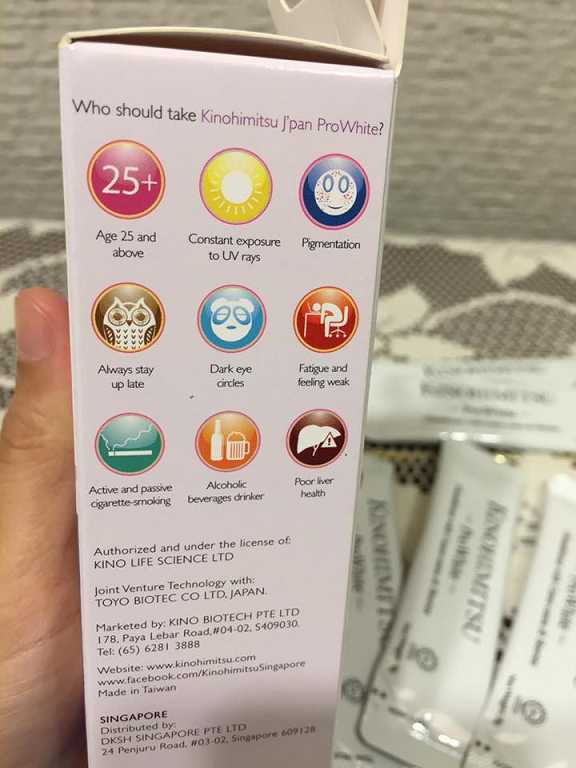 Who should take Kinohimitsu J'pan ProWhite?
25+
Age 25 and
above
Constant exposure
to UV rays
Pigmentation
Always stay
up late
Dark eye
circles
Fatigue and
feeling weak
Active and passive
cigarette-smoking
Alcoholic
beverages drinker
Poor liver
health
Authorized and under the license of:
KINO LIFE SCIENCE LTD
Joint Venture Technology with:
TOYO BIOTEC CO LTD, JAPAN.
Marketed by: KINO BIOTECH PTE LTD
178, Paya Lebar Road,#04-02, S409030.
Tel: (65) 6281 3888
Website: www.kinohimitsu.com
www.facebook.com/KinohimitsuSingapore
Made in Taiwan
SINGAPORE
Distributed by:
DKSH SINGAPORE PTE LTD
24 Penjuru Road, #03-02, Singapore 609128
KINOHIMITSU
KINOHIMITSU
ProWhite
KINOHIMITSU